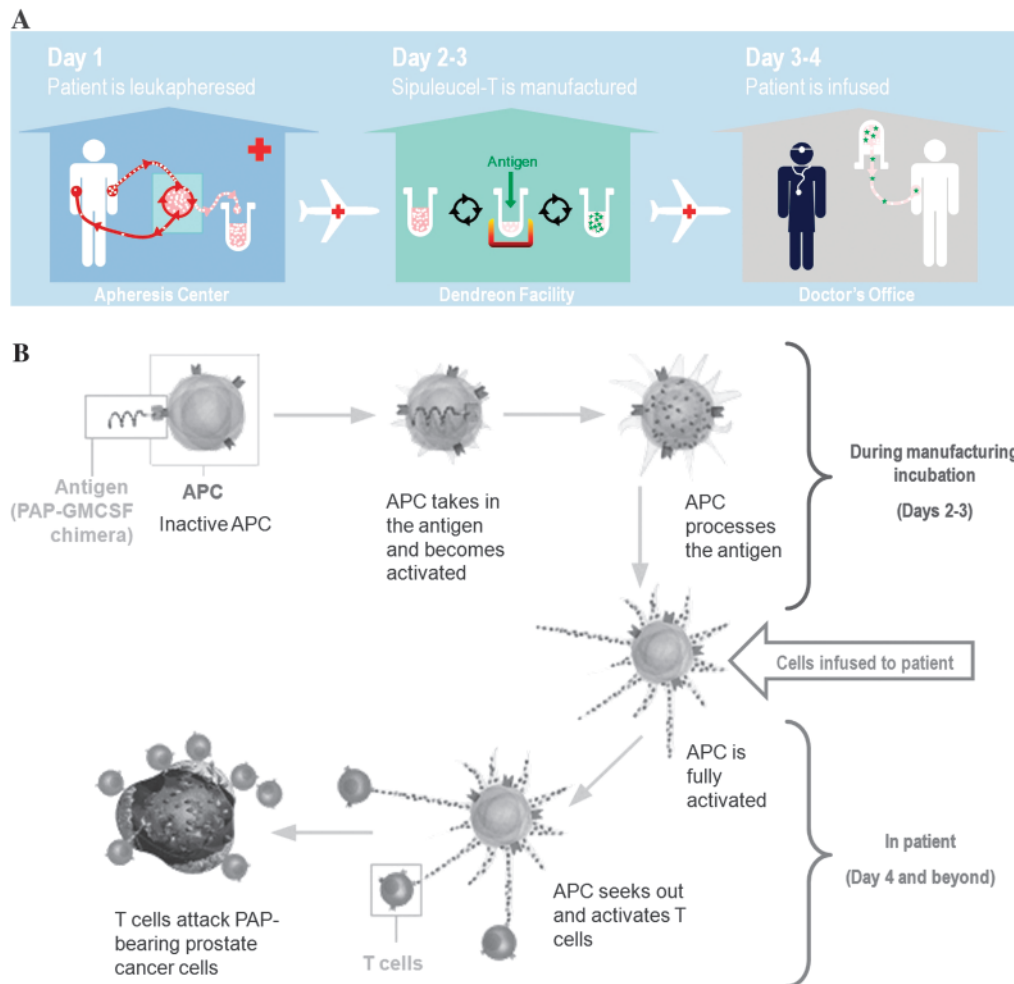 A
Day 1
Patient is leukapheresed
Day 2-3
Sipuleucel-T is manufactured
Day 3-4
Patient is infused
Antigen
Apheresis Center
Dendreon Facility
Doctor's Office
B
Antigen
(PAP-GMCSF
chimera)
APC
Inactive APC
APC takes in
the antigen
and becomes
activated
APC
processes
the antigen
During manufacturing
incubation
(Days 2-3)
Cells infused to patient
APC is
fully
activated
In patient
(Day 4 and beyond)
APC seeks out
and activates T
cells
T cells
T cells attack PAP-
bearing prostate
cancer cells